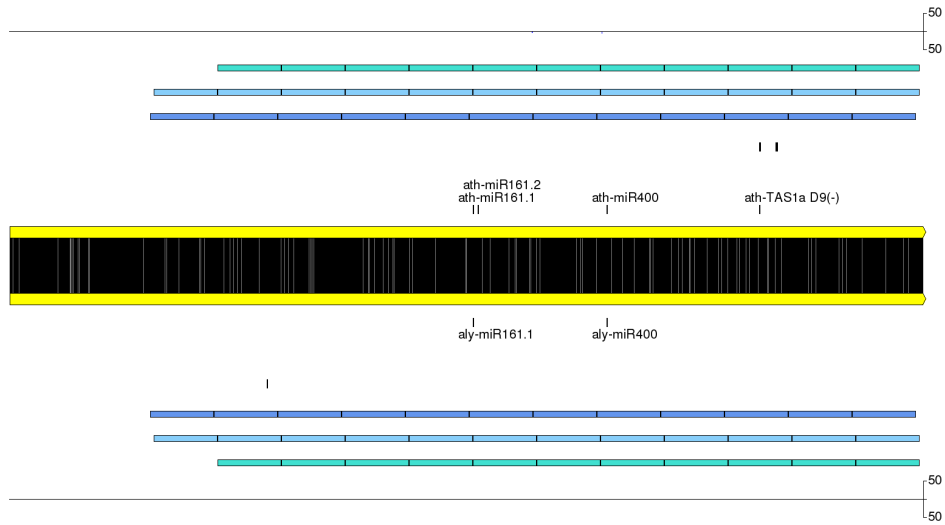 50
50
ath-miR161.2
ath-miR161.1
ath-miR400
ath-TAS1a D9(-)
aly-miR161.1
aly-miR400
50
50